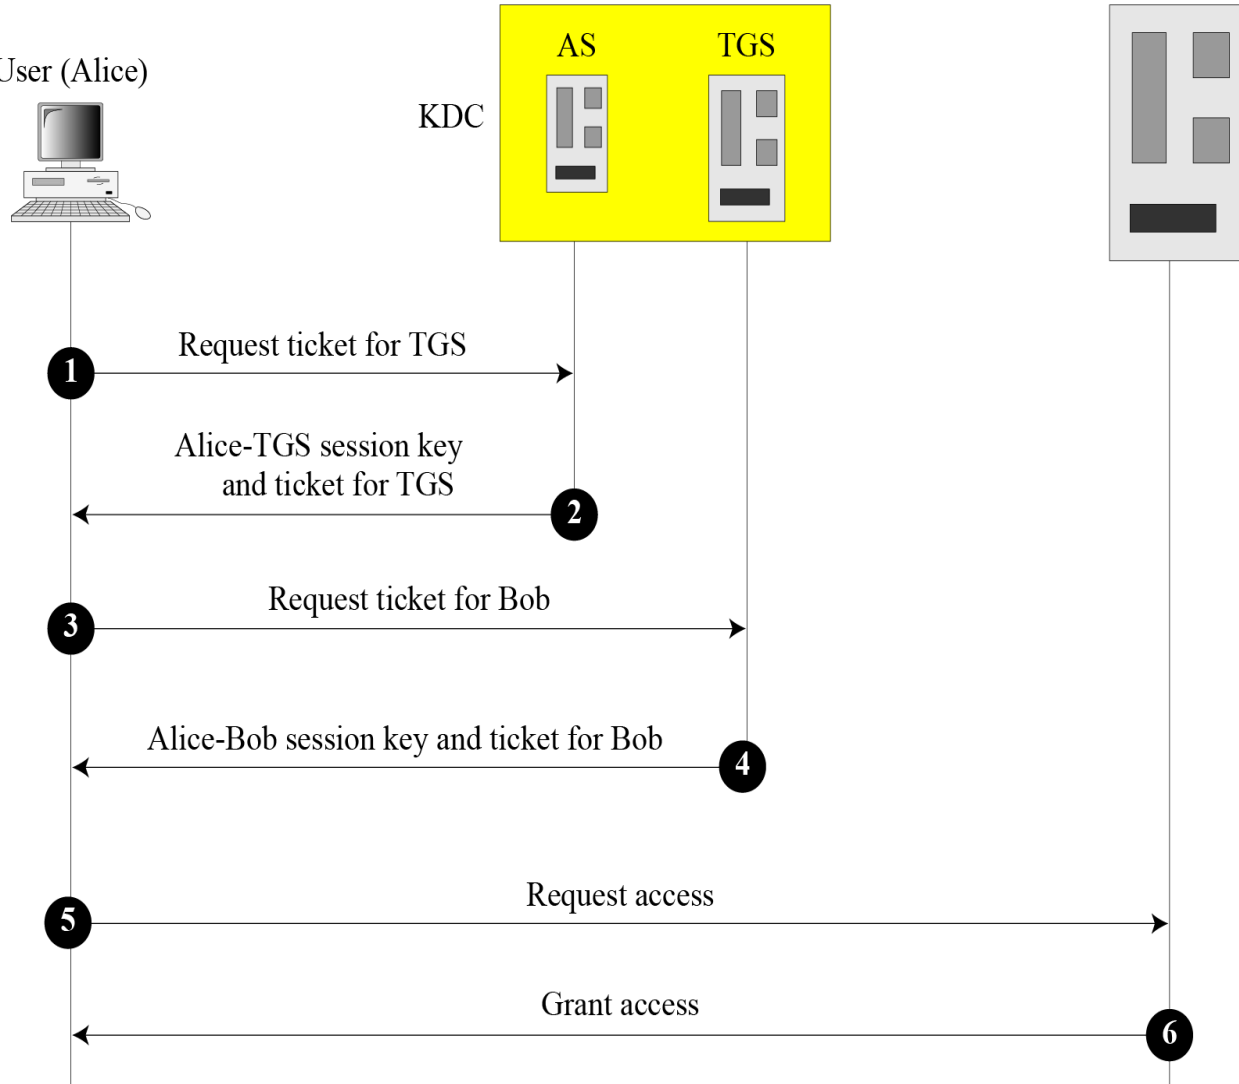 AS
TGS
User (Alice)
KDC
Request ticket for TGS
1
Alice-TGS session key
and ticket for TGS
2
Request ticket for Bob
3
Alice-Bob session key and ticket for Bob
4
Request access
5
Grant access
6